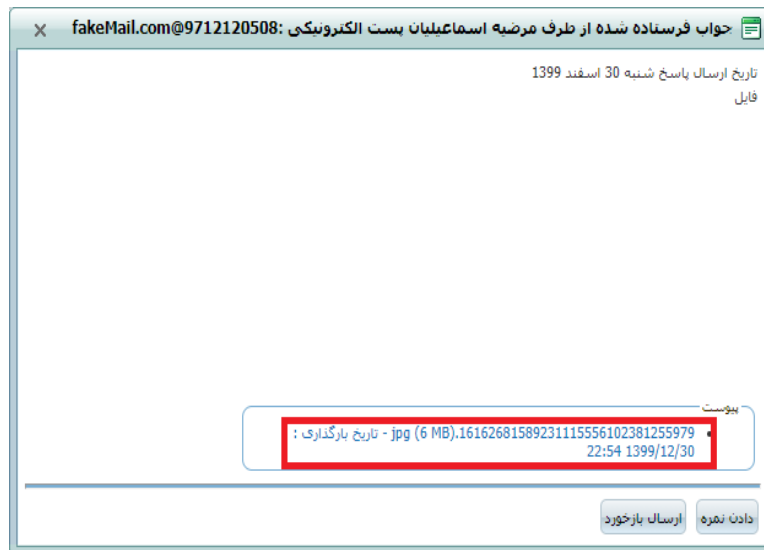 جواب فرستاده شده از طرف مرضیه اسماعیلیان پست الکترونیکی :9712120508@fakeMail.com
تاریخ ارسال پاسخ شنبه 30 اسفند 1399
فایل
پیوست
16162681589231115556102381255979.jpg (6 MB) - تاریخ بارگذاری :
1399/12/30 22:54
دادن نمره
ارسال بازخورد